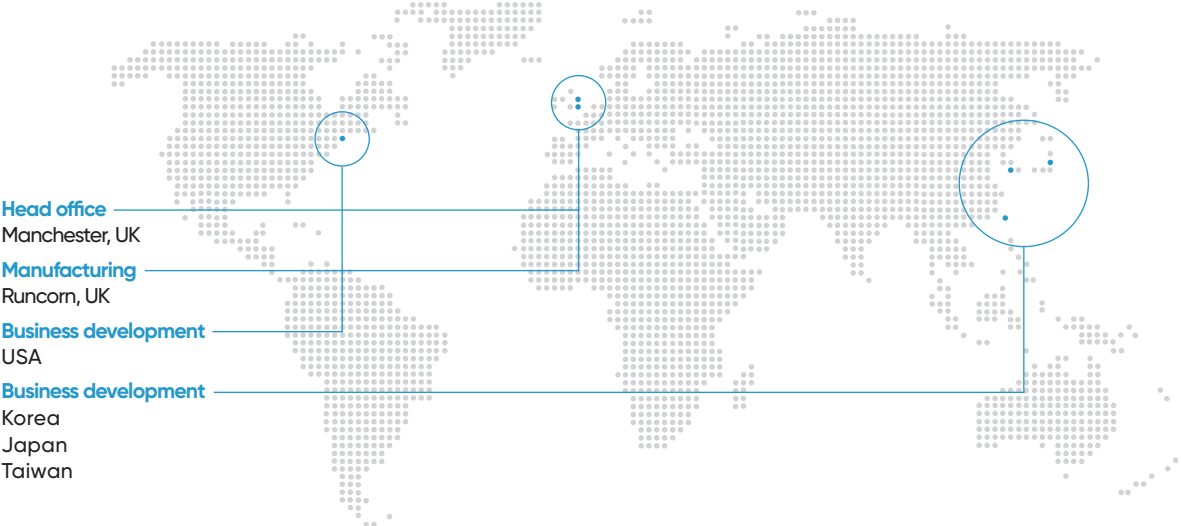 Head office
Manchester, UK
Manufacturing
Runcorn, UK
Business development
USA
Business development
Korea
Japan
Taiwan